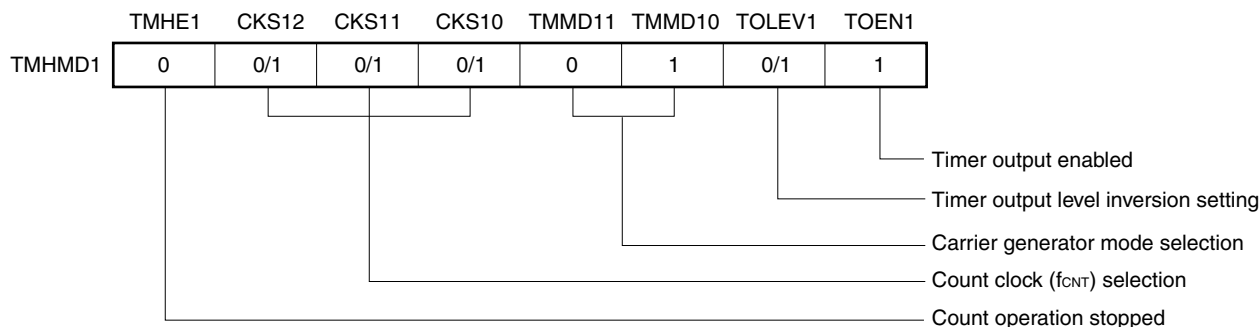 TMHE1 CKS12 CKS11 CKS10 TMMD11 TMMD10 TOLEV1 TOEN1
TMHMD1 0 0/1 0/1 0/1 0 1 0/1 1
Timer output enabled
Timer output level inversion setting
Carrier generator mode selection
Count clock (fCNT) selection
Count operation stopped